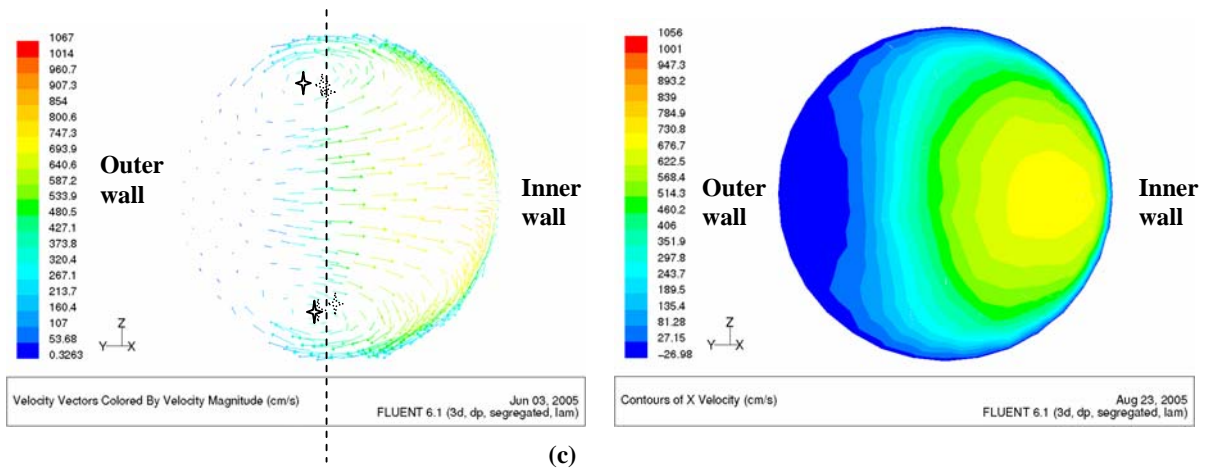 1067
1014
960.7
907.3
854
800.6
747.3
693.9
640.6
587.2
533.9
480.5
427.1
373.8
320.4
267.1
213.7
160.4
107
53.68
0.3263
Outer
wall
Inner
wall
Z
Y X
Velocity Vectors Colored By Velocity Magnitude (cm/s)
Jun 03, 2005
FLUENT 6.1 (3d, dp, segregated, lam)
1056
1001
947.3
893.2
839
784.9
730.8
676.7
622.5
568.4
514.3
460.2
406
351.9
297.8
243.7
189.5
135.4
81.28
27.15
-26.98
Outer
wall
Inner
wall
Z
Y X
Contours of X Velocity (cm/s)
Aug 23, 2005
FLUENT 6.1 (3d, dp, segregated, lam)
(c)